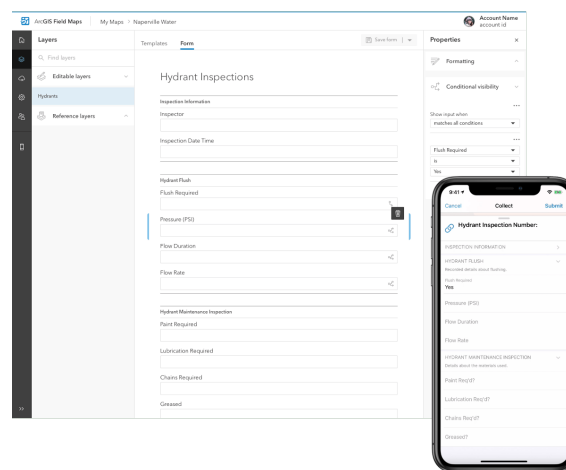 ArcGIS Field Maps
My Maps > Naperville Water
Account Name
account id
Layers
Find layers
Editable layers
Hydrants
Reference layers
Templates
Form
Save form
Hydrant Inspections
Inspection Information
Inspector
Inspection Date Time
Hydrant Flush
Flush Required
Pressure (PSI)
Flow Duration
Flow Rate
Hydrant Maintenance Inspection
Paint Required
Lubrication Required
Chains Required
Greased
Properties
Formatting
Conditional visibility
Show input when
matches all conditions
Flush Required
is
Yes
9:41
Cancel
Collect
Submit
Hydrant Inspection Number:
INSPECTION INFORMATION
HYDRANT FLUSH
Recorded details about flushing
Flush Required
Yes
Pressure (PSI)
Flow Duration
Flow Rate
HYDRANT MAINTENANCE INSPECTION
Details about the materials used
Paint Req'd?
Lubrication Req'd?
Chains Req'd?
Greased?